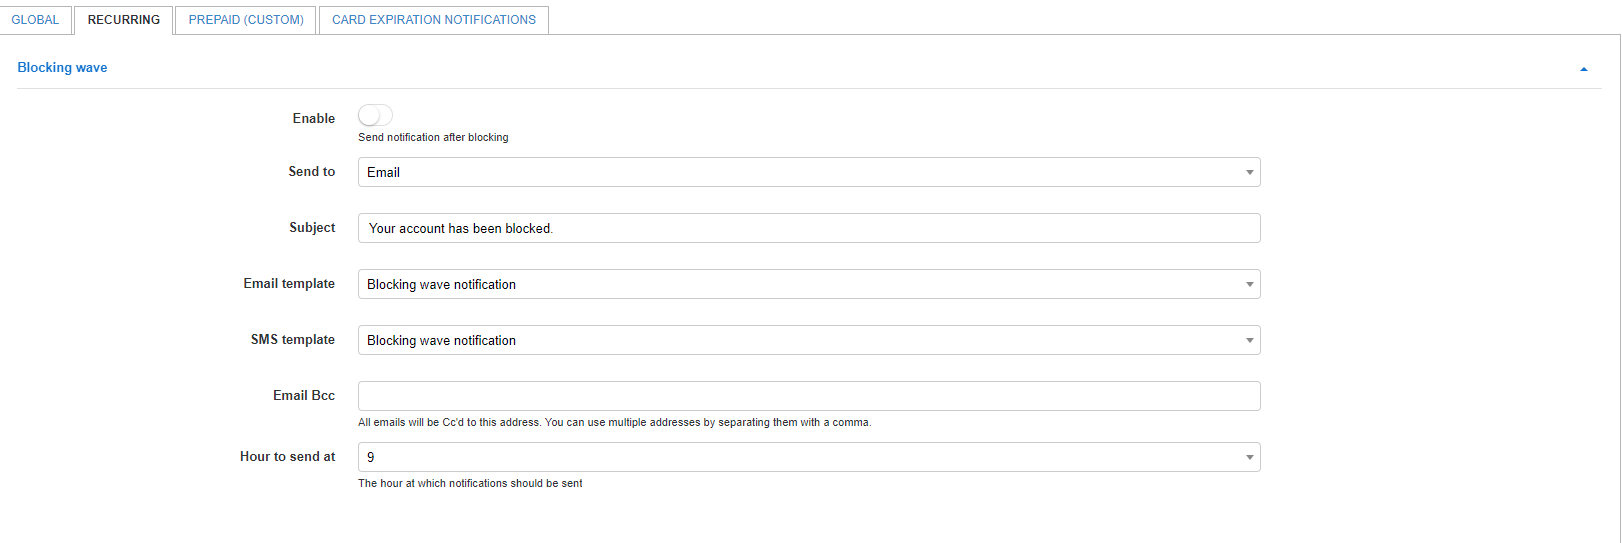 GLOBAL RECURRING PREPAID (CUSTOM) CARD EXPIRATION NOTIFICATIONS
Blocking wave
Enable
Send notification after blocking
Send to Email
Subject Your account has been blocked.
Email template Blocking wave notification
SMS template Blocking wave notification
Email Bcc
All emails will be Cc'd to this address. You can use multiple addresses by separating them with a comma.
Hour to send at 9
The hour at which notifications should be sent